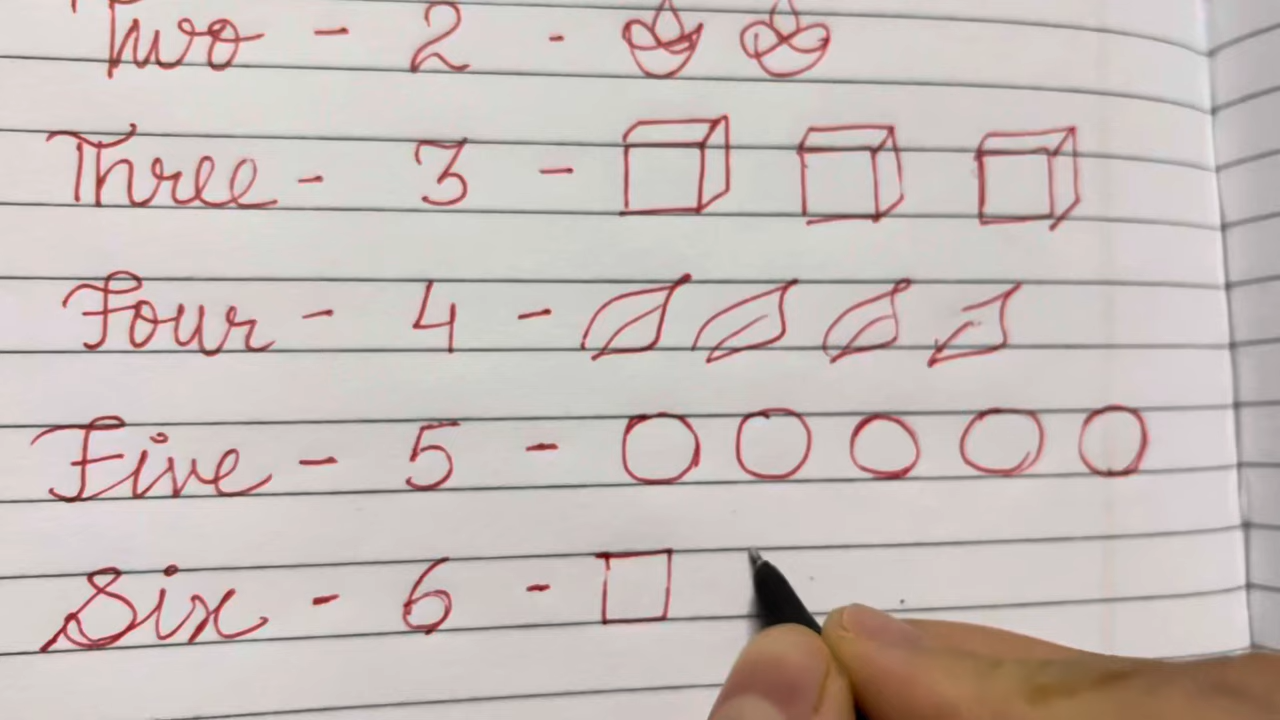 Two - 2 -
Three - 3 -
Four - 4 -
Five - 5 -
Six - 6 -